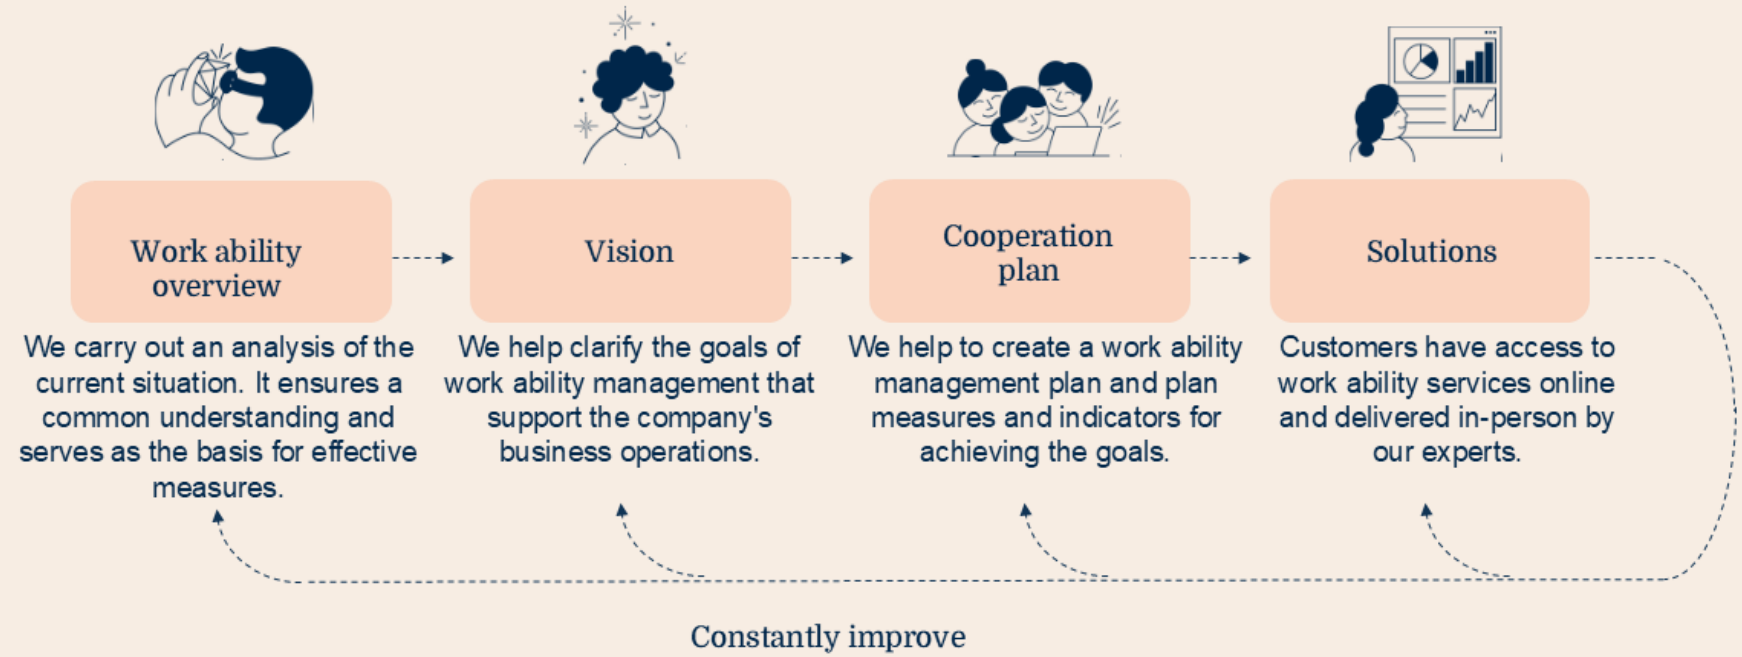 Work ability
overview
We carry out an analysis of the
current situation. It ensures a
common understanding and
serves as the basis for effective
measures.
Vision
We help clarify the goals of
work ability management that
support the company's
business operations.
Cooperation
plan
We help to create a work ability
management plan and plan
measures and indicators for
achieving the goals.
Solutions
Customers have access to
work ability services online
and delivered in-person by
our experts.
Constantly improve